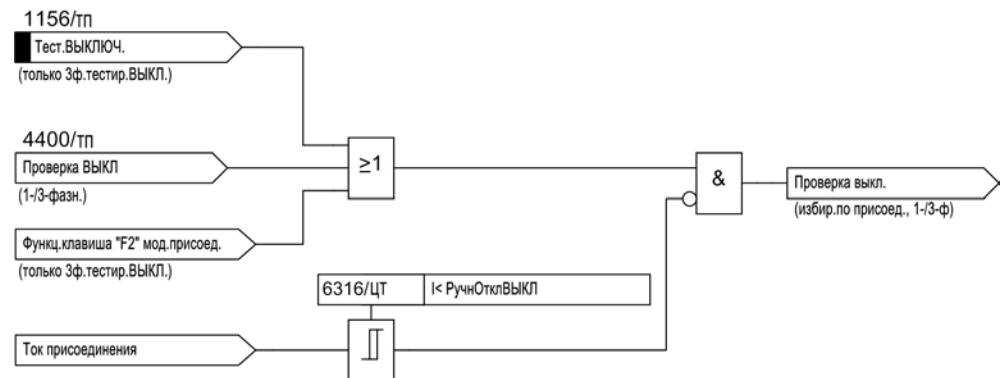 1156/ТП
Тест.ВЫКЛЮЧ.
(только 3ф.тестир.ВЫКЛ.)
4400/ТП
Проверка ВЫКЛ
(1-/3-фазн.)
≥1
&
Проверка выкл.
(избир.по присоед., 1-/3-ф)
Функц.клавиша "F2" мод.присоед.
(только 3ф.тестир.ВЫКЛ.)
6316/ЦТ
I< РучнОтклВЫКЛ
Ток присоединения